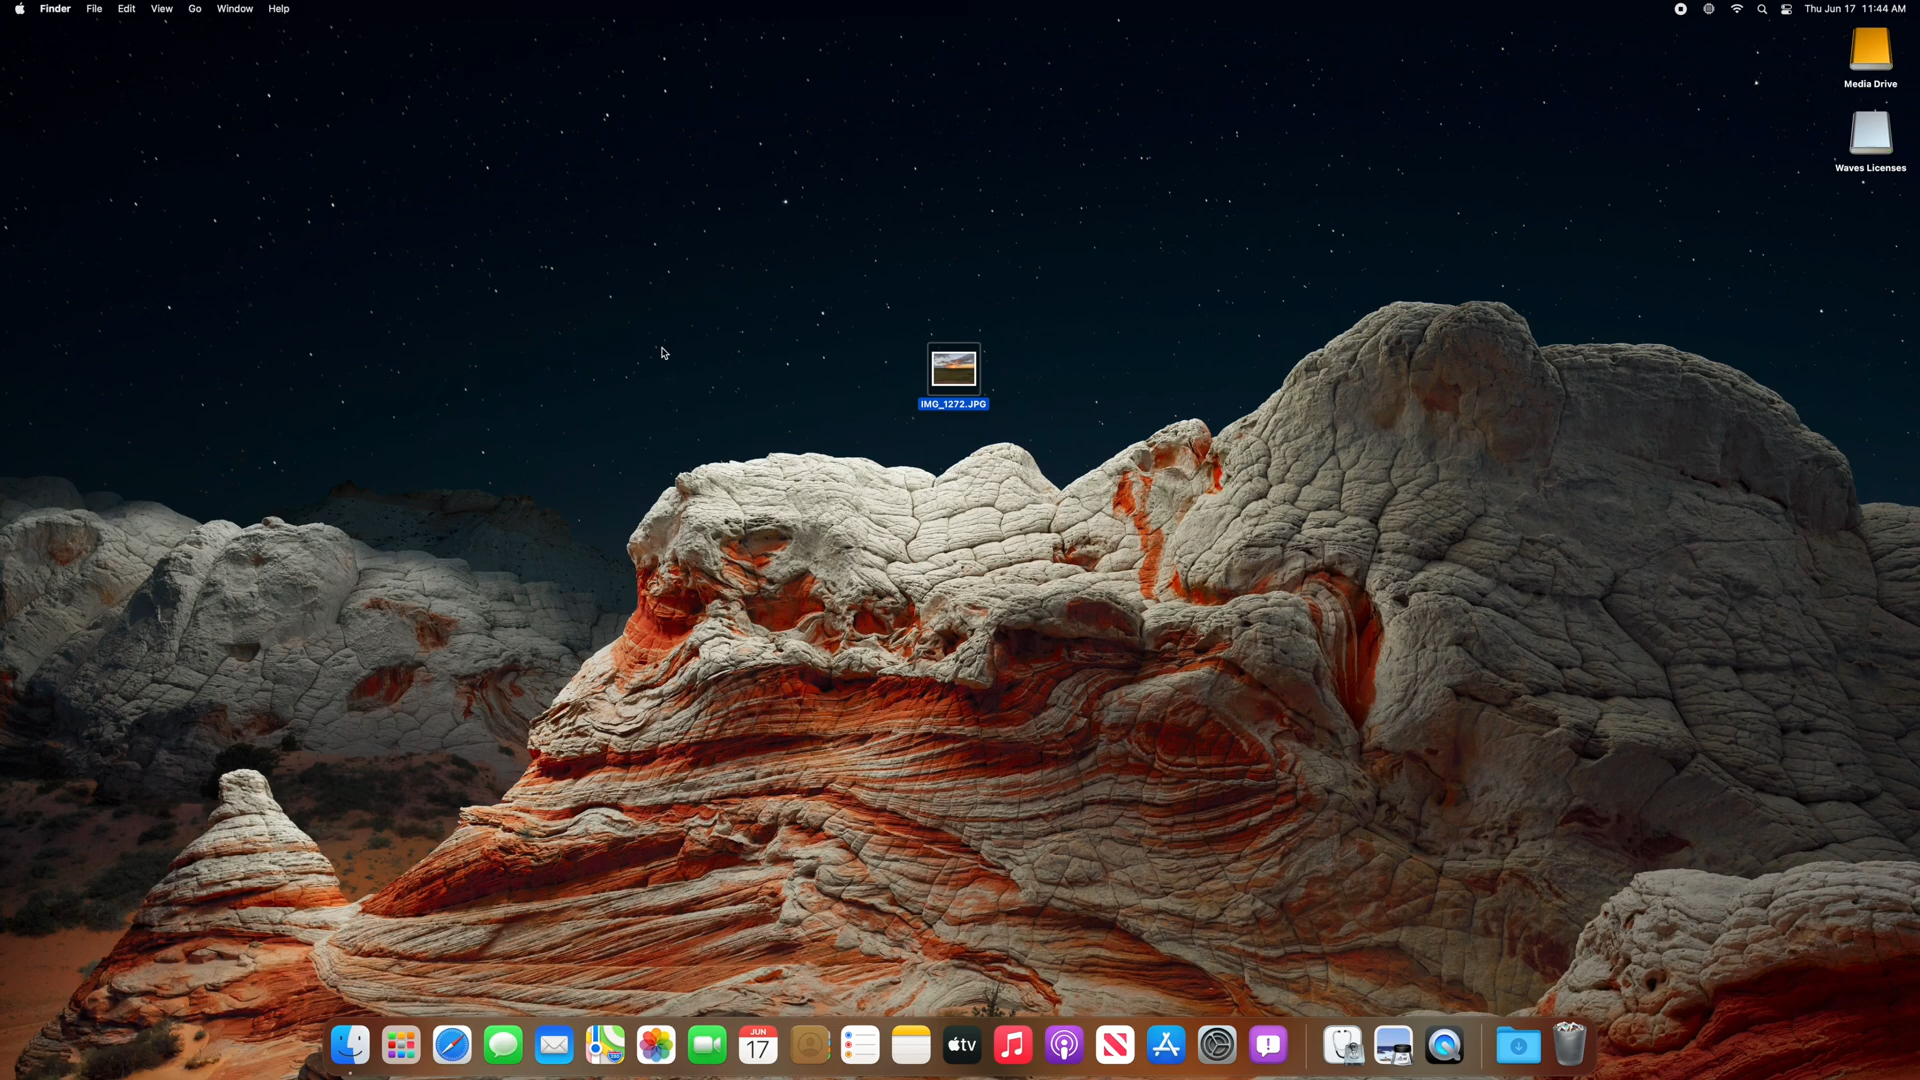 Finder File Edit View Go Window Help Thu Jun 17 11:44 AM
Media Drive
Waves Licenses
IMG_1272.JPG
JUN
17
tv